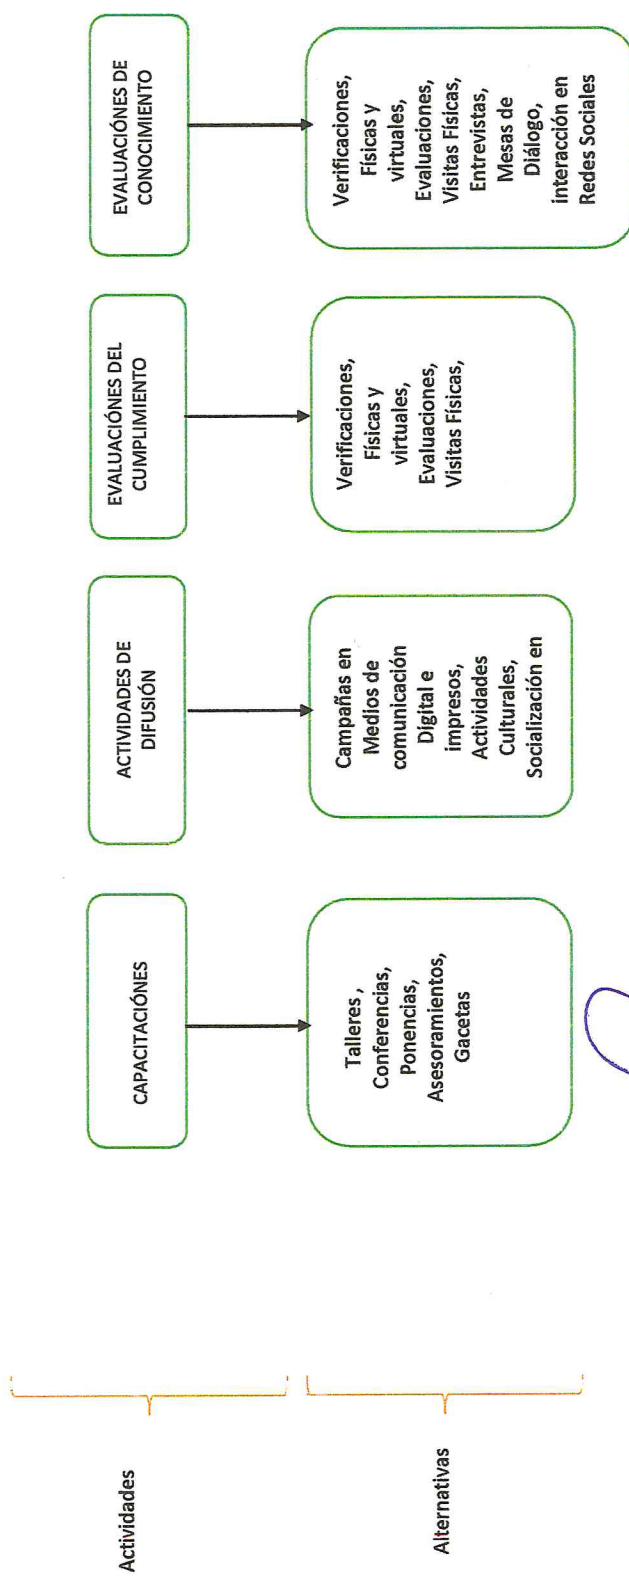 Actividades
CAPACITACIÓNES
ACTIVIDADES DE
DIFUSIÓN
EVALUACIÓNES DEL
CUMPLIMIENTO
EVALUACIÓNES DE
CONOCIMIENTO
Alternativas
Talleres ,
Conferencias,
Ponencias,
Asesoramientos,
Gacetas
Campañas en
Medios de
comunicación
Digital e
impresos,
Actividades
Culturales,
Socialización en
Verificaciones,
Físicas y
virtuales,
Evaluaciones,
Visitas Físicas,
Verificaciones,
Físicas y
virtuales,
Evaluaciones,
Visitas Físicas,
Entrevistas,
Mesas de
Diálogo,
interacción en
Redes Sociales